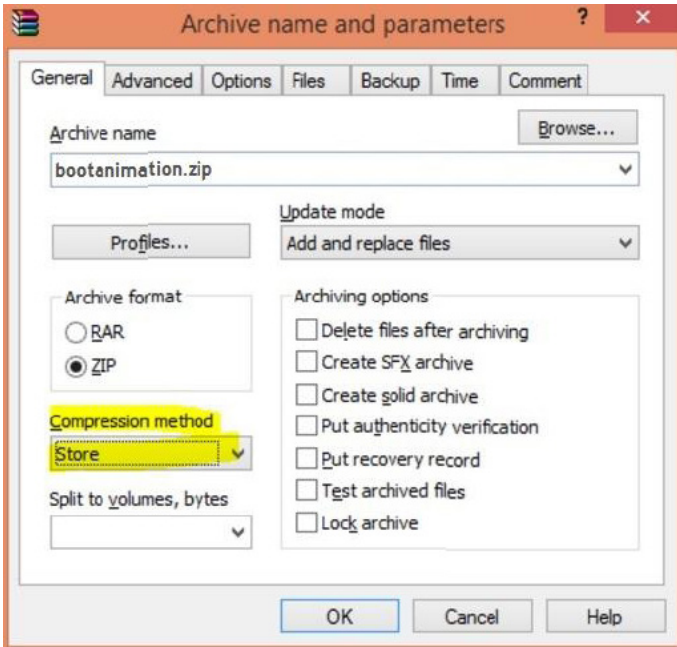 Archive name and parameters
?
General Advanced Options Files Backup Time Comment
Archive name
Browse...
bootanimation.zip
Update mode
Profiles...
Add and replace files
Archive format
Archiving options
RAR
Delete files after archiving
ZIP
Create SFX archive
Create solid archive
Compression method
Put authenticity verification
Store
Put recovery record
Split to volumes, bytes
Test archived files
Lock archive
OK Cancel Help